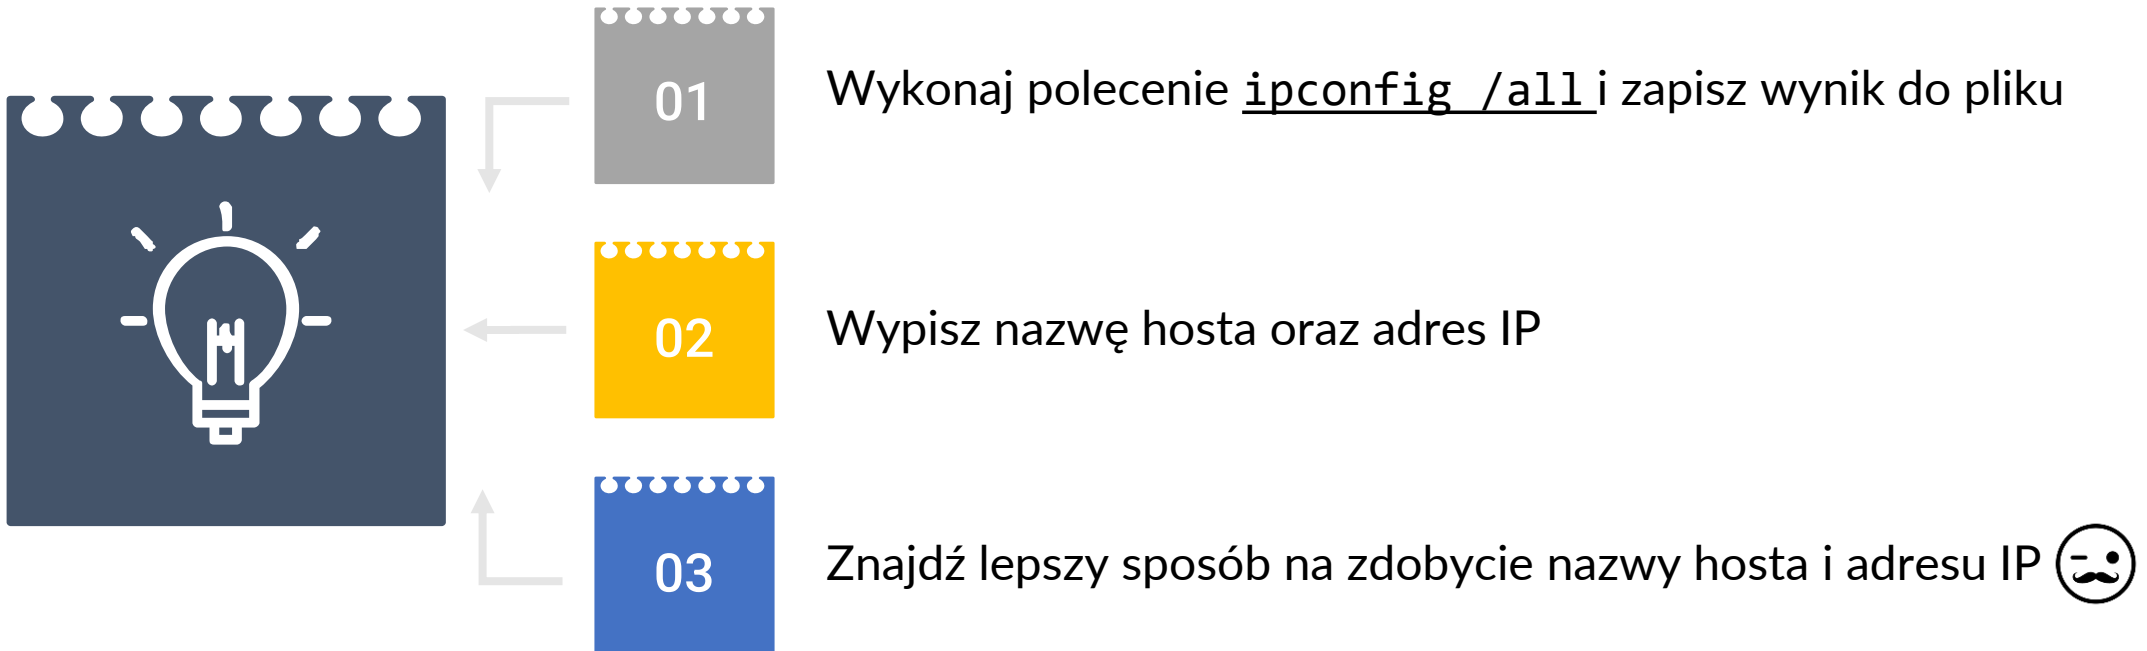 01
Wykonaj polecenie ipconfig /all i zapisz wynik do pliku
02
Wypisz nazwę hosta oraz adres IP
03
Znajdź lepszy sposób na zdobycie nazwy hosta i adresu IP